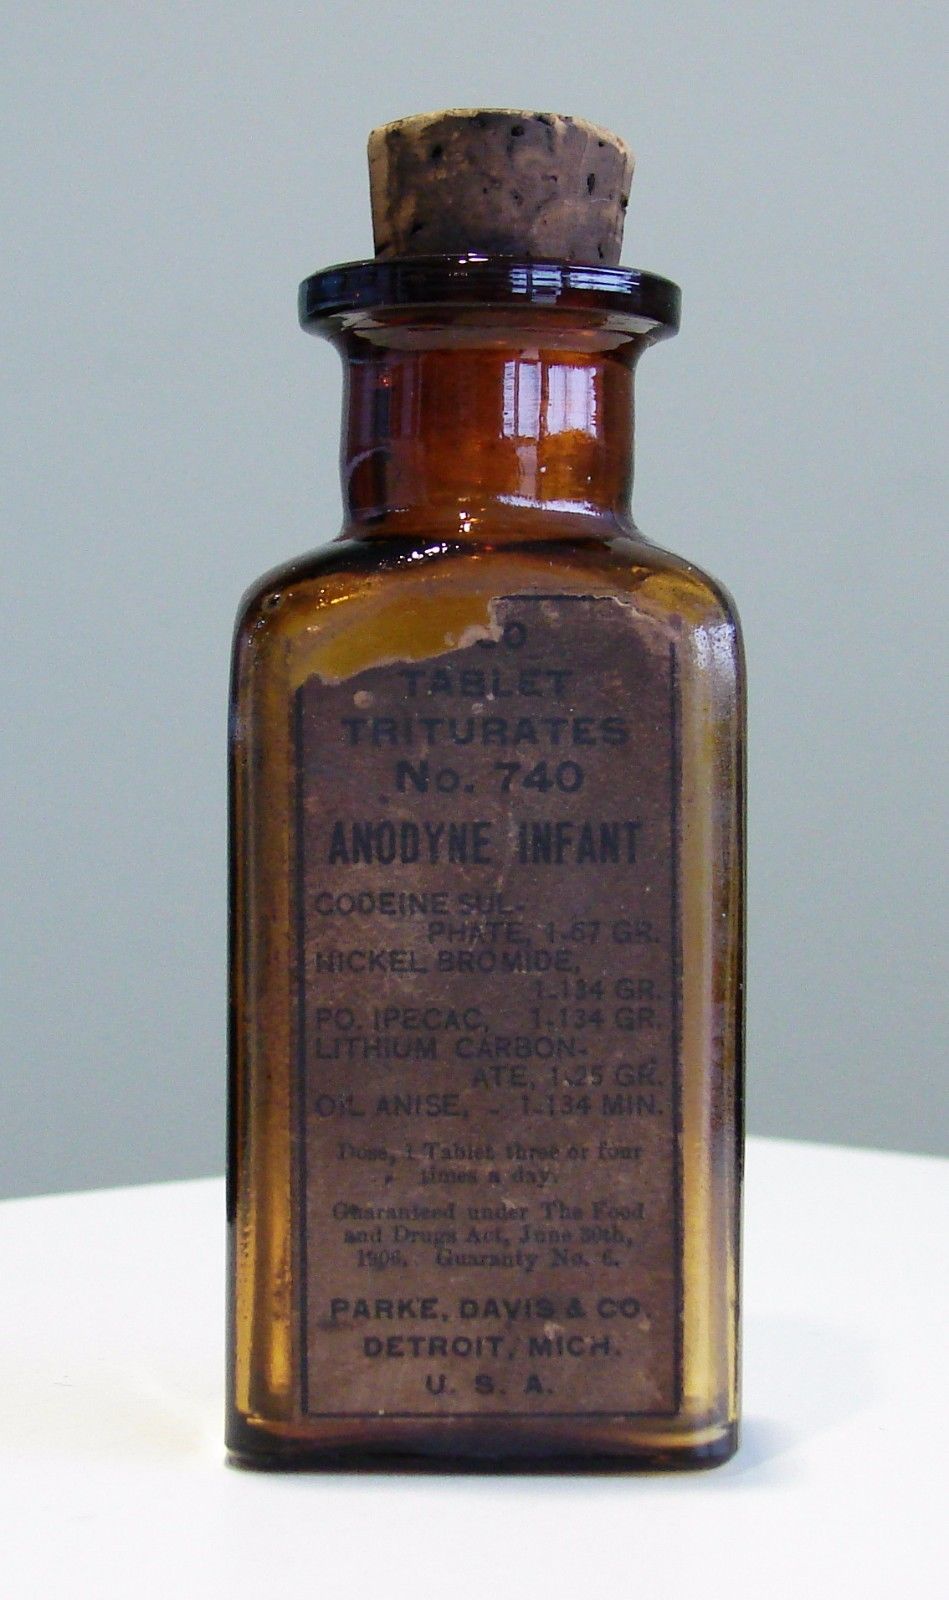 TABLET
TRITURATES
No. 740
ANODYNE INFANT
CODEINE SUL-
PHATE, 1-67 GR.
NICKEL BROMIDE,
1-134 GR.
PO. IPECAC, 1-134 GR.
LITHIUM CARBON-
ATE, 1-25 GR.
OIL ANISE, - 1-134 MIN.
Dose, 1 Tablet three or four
times a day.
Guaranteed under The Food
and Drugs Act, June 30th,
1906. Guaranty No. 6.
PARKE, DAVIS & CO.
DETROIT, MICH.
U. S. A.